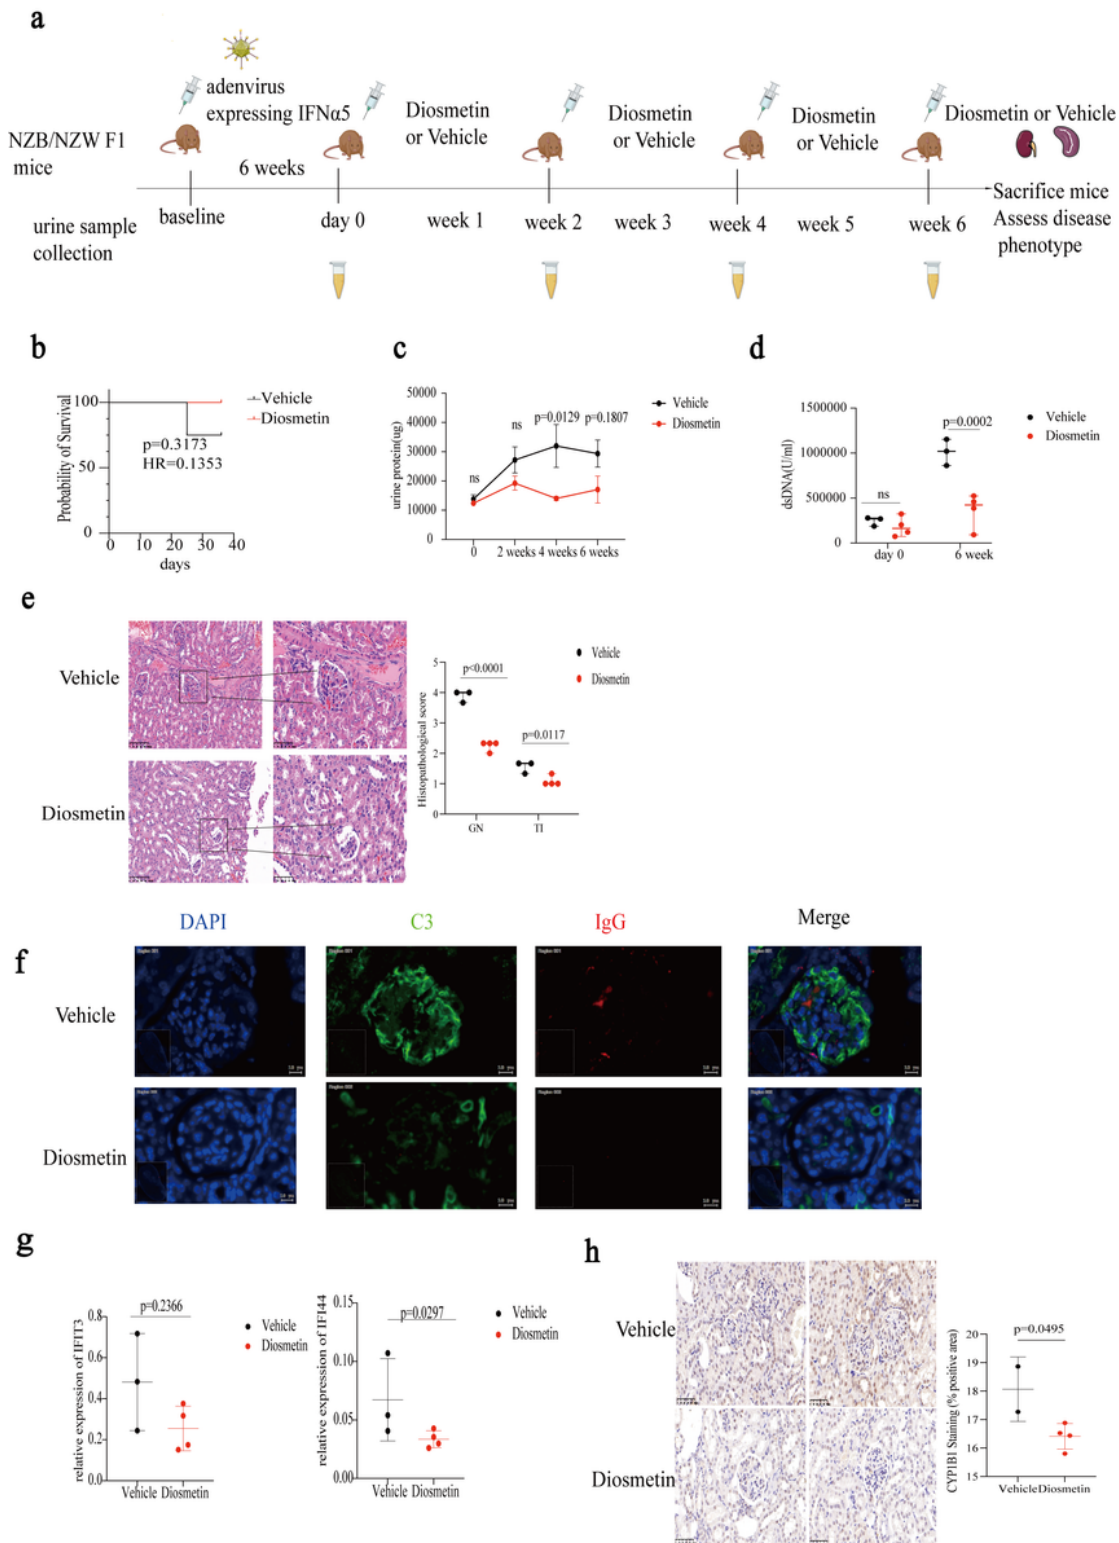 a
adenvirus
expressing IFNα5
NZB/NZW F1
mice
6 weeks
Diosmetin
or Vehicle
Diosmetin
or Vehicle
Diosmetin
or Vehicle
Diosmetin or Vehicle
urine sample
collection
baseline
day 0
week 1
week 2
week 3
week 4
week 5
week 6
Sacrifice mice
Assess disease
phenotype
b
Probability of Survival
100
50
0
0 10 20 30 40
days
p=0.3173
HR=0.1353
Vehicle
Diosmetin
c
urine protein(ug)
50000
40000
30000
20000
10000
0
ns
ns
p=0.0129
p=0.1807
0 2 weeks 4 weeks 6 weeks
Vehicle
Diosmetin
d
dsDNA(U/ml)
1500000
1000000
500000
0
ns
p=0.0002
day 0 6 week
Vehicle
Diosmetin
e
Vehicle
Diosmetin
Histopathological score
5
4
3
2
1
0
p<0.0001
p=0.0117
GN TI
Vehicle
Diosmetin
f
DAPI C3 IgG Merge
Vehicle
Diosmetin
g
relative expression of IFIT3
0.8
0.6
0.4
0.2
0.0
p=0.2366
Vehicle Diosmetin
Vehicle
Diosmetin
relative expression of IFI44
0.15
0.10
0.05
0.00
p=0.0297
Vehicle Diosmetin
Vehicle
Diosmetin
h
Vehicle
Diosmetin
CYP1B1 Staining (% positive area)
20
19
18
17
16
15
p=0.0495
Vehicle Diosmetin